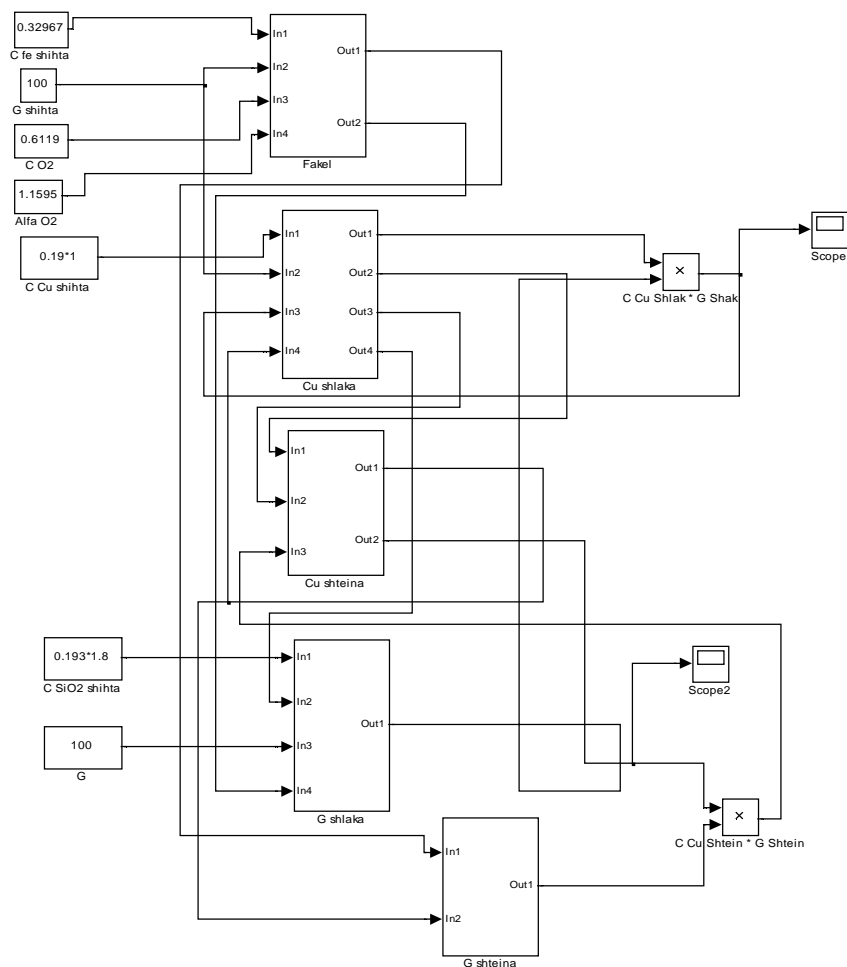 0.32967
C fe shihta
100
G shihta
0.6119
C O2
1.1595
Alfa O2
In1
In2
In3
In4
Out1
Out2
Fakel
0.19*1
C Cu shihta
In1
In2
In3
In4
Out1
Out2
Out3
Out4
Cu shlaka
×
C Cu Shlak * G Shak
Scope
In1
In2
In3
Out1
Out2
Cu shteina
0.193*1.8
C SiO2 shihta
100
G
In1
In2
In3
In4
Out1
G shlaka
Scope2
×
C Cu Shtein * G Shtein
In1
In2
Out1
G shteina